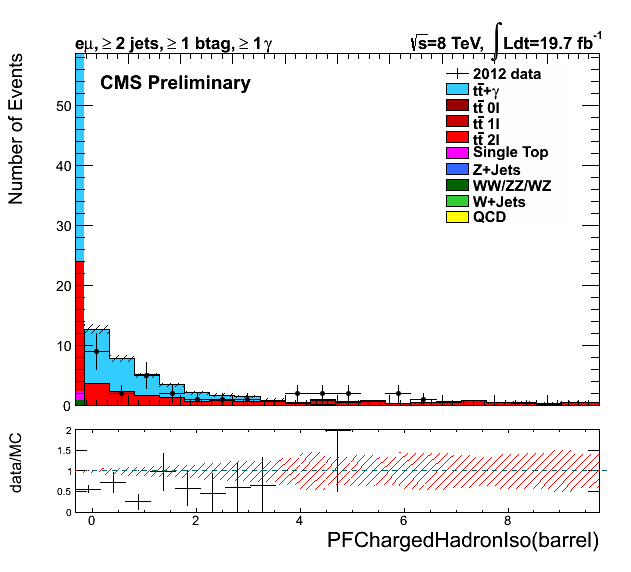 eμ, ≥ 2 jets, ≥ 1 btag, ≥ 1 γ
√s=8 TeV, ∫ Ldt=19.7 fb⁻¹
CMS Preliminary
2012 data
tt̄+γ
tt̄ 0l
tt̄ 1l
tt̄ 2l
Single Top
Z+Jets
WW/ZZ/WZ
W+Jets
QCD
Number of Events
50
40
30
20
10
0
data/MC
2
1.5
1
0.5
0
0 2 4 6 8
PFChargedHadronIso(barrel)